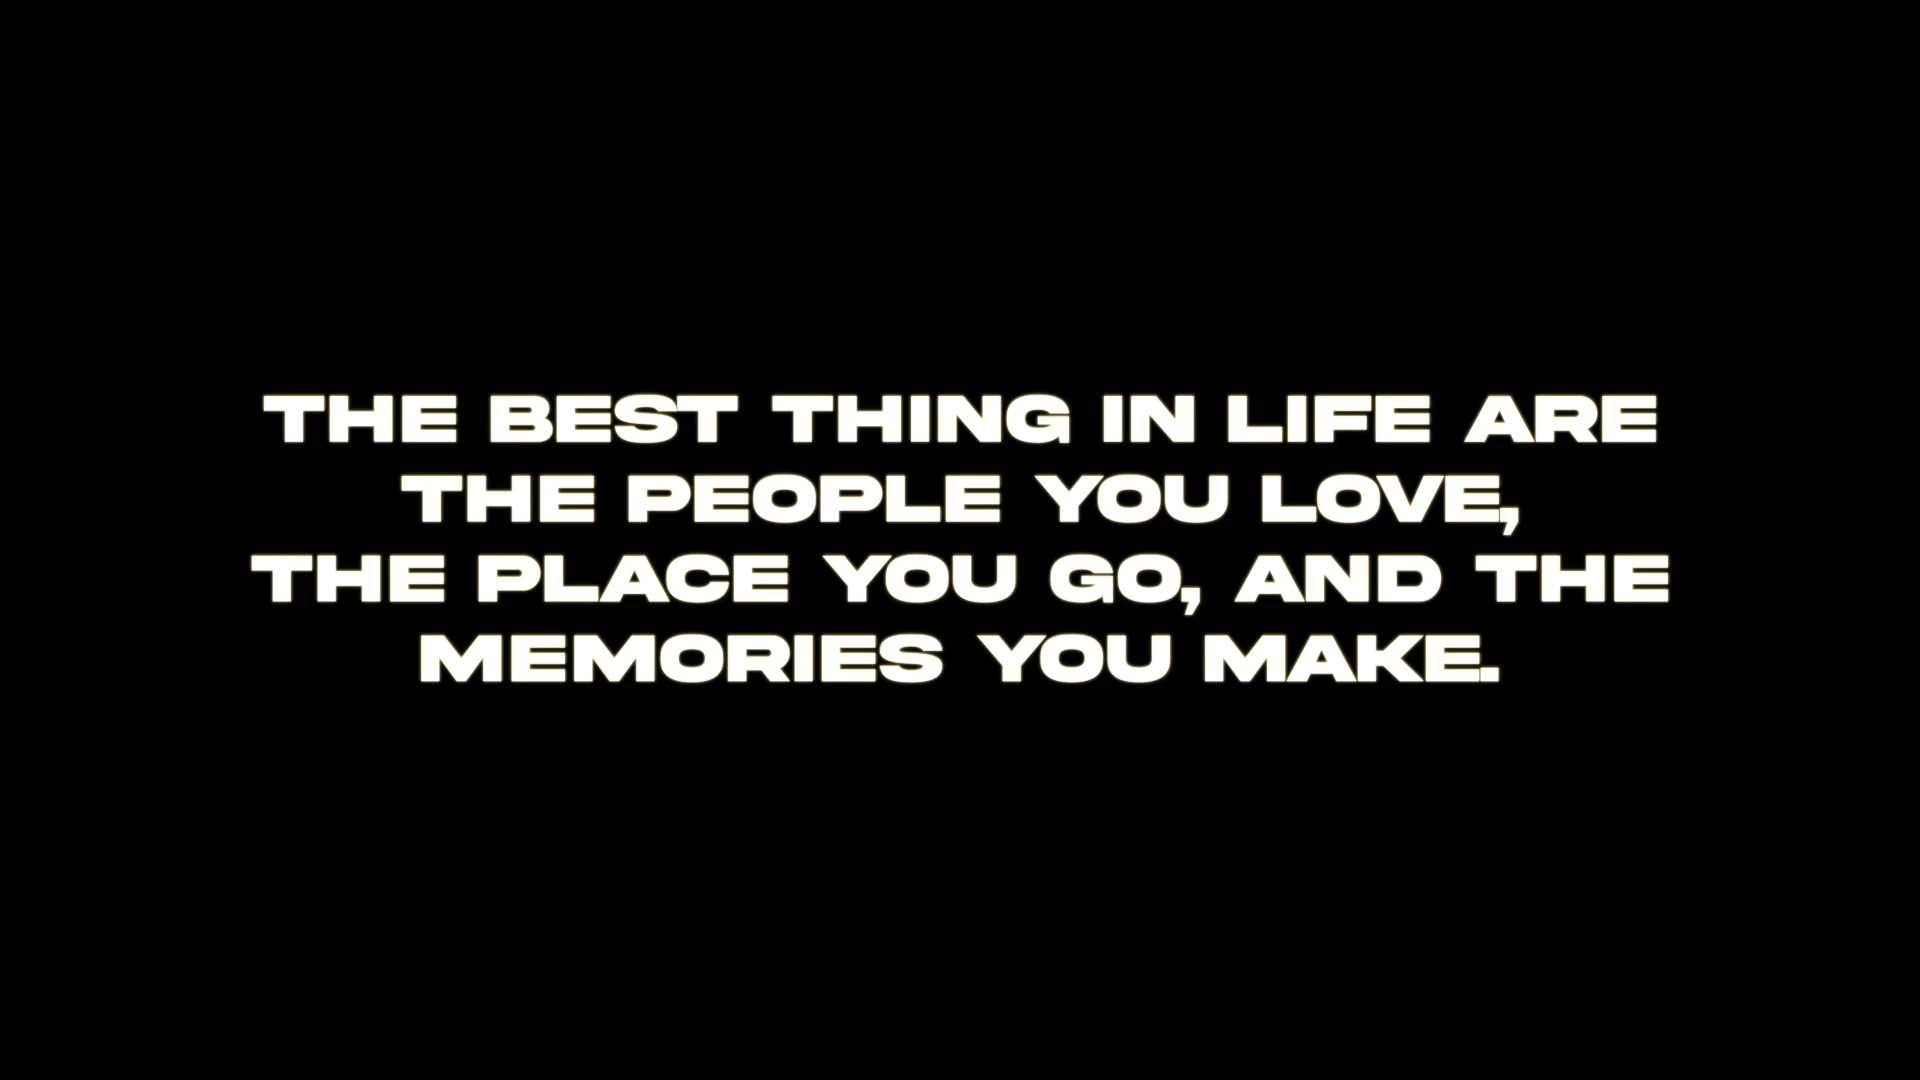 THE BEST THING IN LIFE ARE
THE PEOPLE YOU LOVE,
THE PLACE YOU GO, AND THE
MEMORIES YOU MAKE.